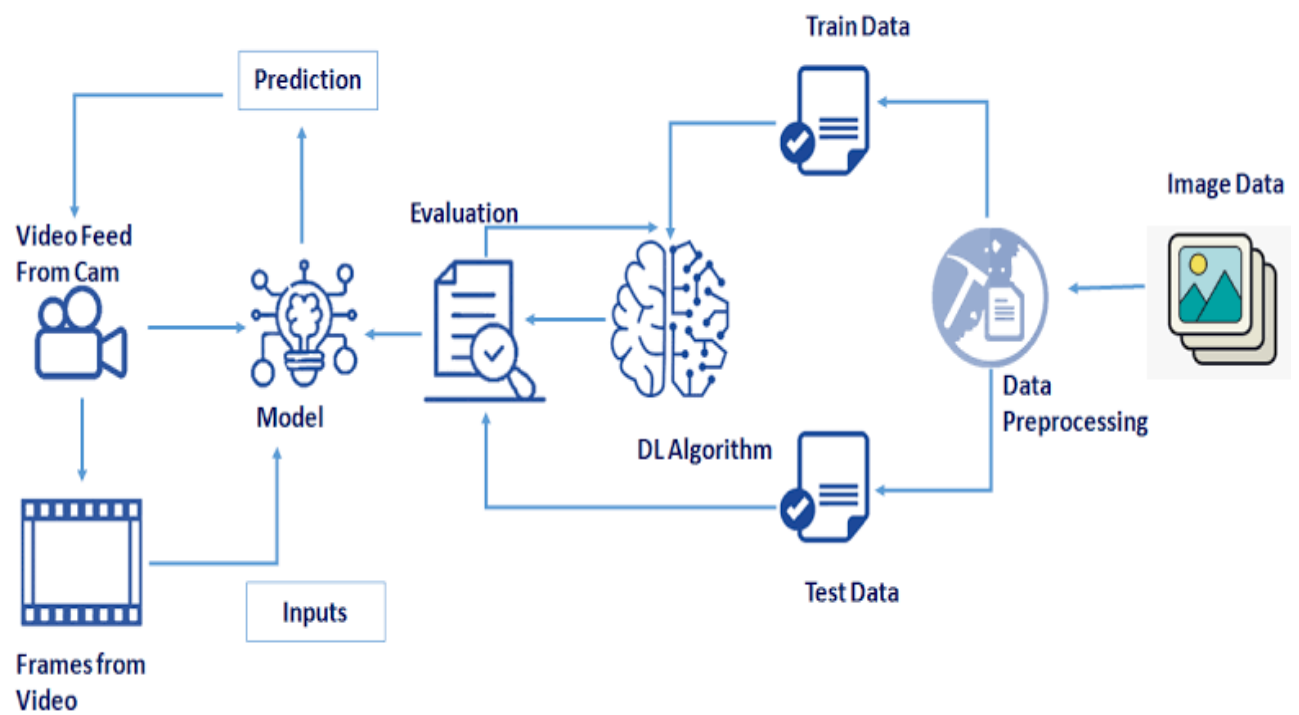 Train Data
Prediction
Image Data
Evaluation
Video Feed
From Cam
Data
Preprocessing
Model
DL Algorithm
Test Data
Inputs
Frames from
Video